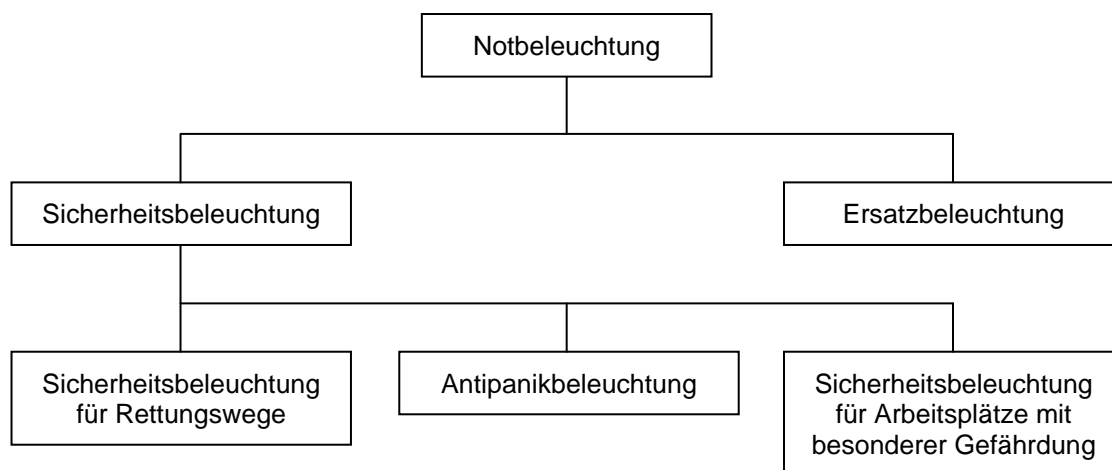 Notbeleuchtung
Sicherheitsbeleuchtung
Ersatzbeleuchtung
Sicherheitsbeleuchtung
für Rettungswege
Antipanikbeleuchtung
Sicherheitsbeleuchtung
für Arbeitsplätze mit
besonderer Gefährdung